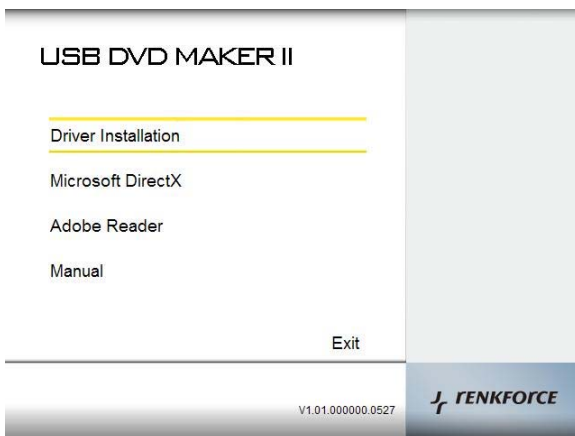 USB DVD MAKER II
Driver Installation
Microsoft DirectX
Adobe Reader
Manual
Exit
V1.01.000000.0527
renkforce